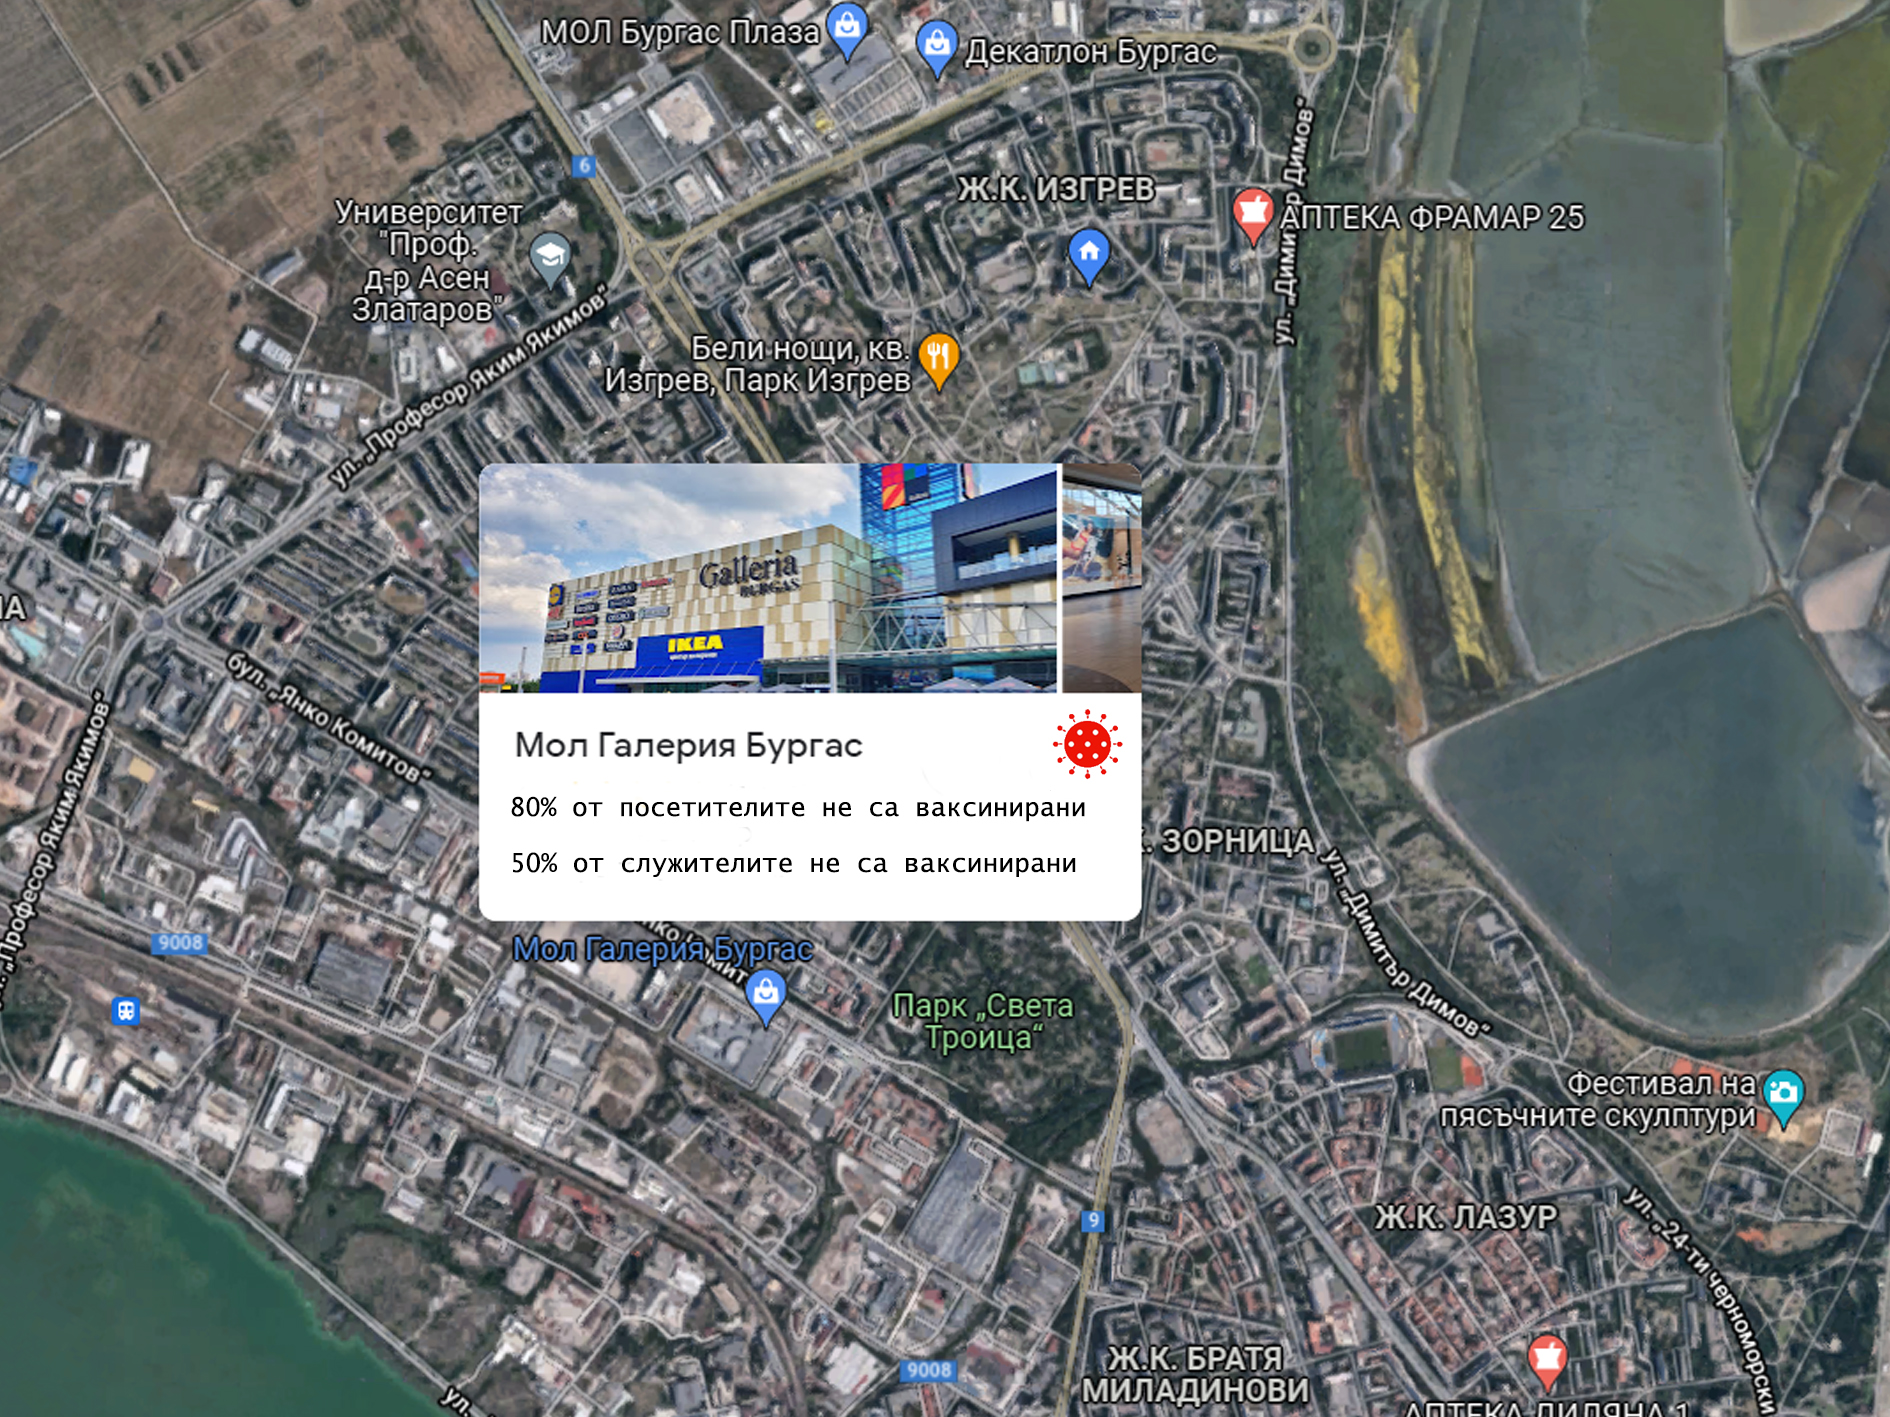 МОЛ Бургас Плаза
Декатлон Бургас
6
ул. „Димитър Димов“
Ж.К. ИЗГРЕВ
АПТЕКА ФРАМАР 25
Университет
"Проф.
д-р Асен
Златаров"
ул. „Професор Яким Якимов“
Бели нощи, кв.
Изгрев, Парк Изгрев
Galleria
BURGAS
IKEA
бул. „Янко Комитов“
ул. „Професор Яким Якимов“
Мол Галерия Бургас
80% от посетителите не са ваксинирани
50% от служителите не са ваксинирани
ЗОРНИЦА
ул. „Димитър Димов“
9008
Мол Галерия Бургас
Парк „Света
Троица“
Фестивал на
пясъчните скулптури
9
Ж.К. ЛАЗУР
ул. „24-ти черноморски
9008
Ж.К. БРАТЯ
МИЛАДИНОВИ
ул.
АПТЕКА ДИЛЯНА 1